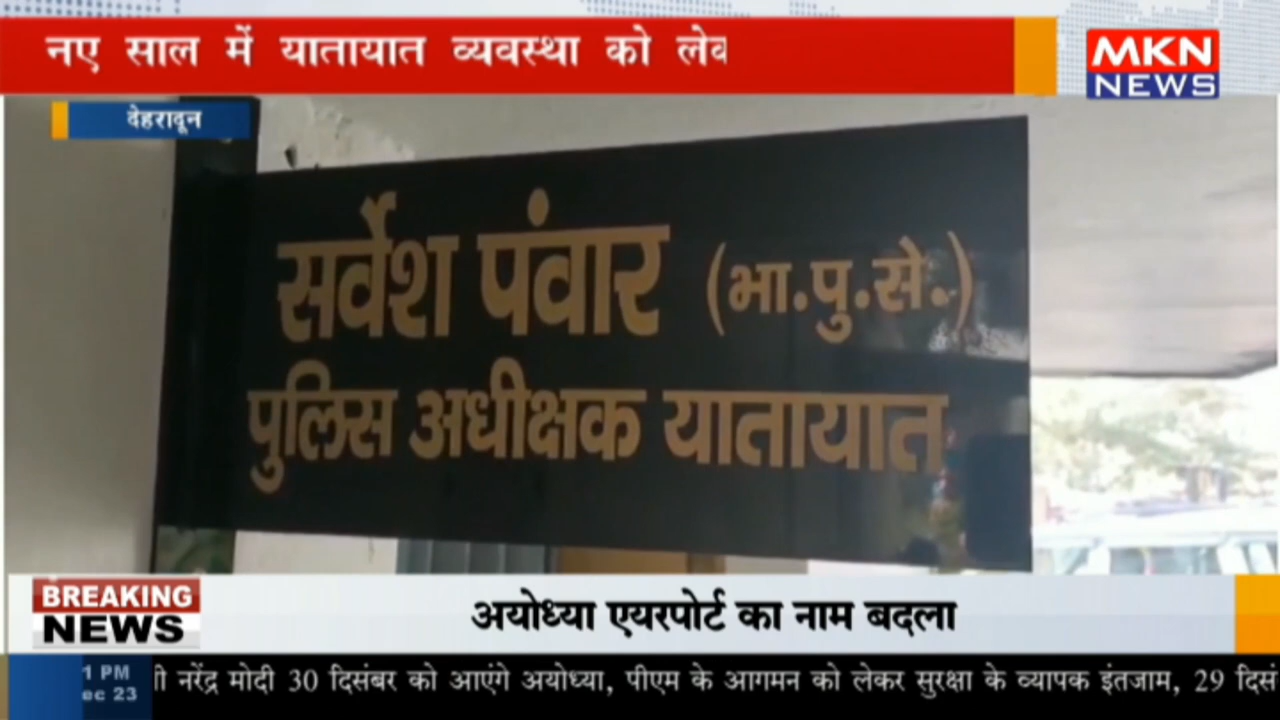 नए साल में यातायात व्यवस्था को
MKN
NEWS
देहरादून
सर्वेश पंवार (भा.पु.से.)
पुलिस अधीक्षक यातायात
BREAKING
NEWS
अयोध्या एयरपोर्ट का नाम बदला
1 PM
नरेंद्र मोदी 30 दिसंबर को आएंगे अयोध्या, पीएम के आगमन को लेकर सुरक्षा के व्यापक इंतजाम, 29
23